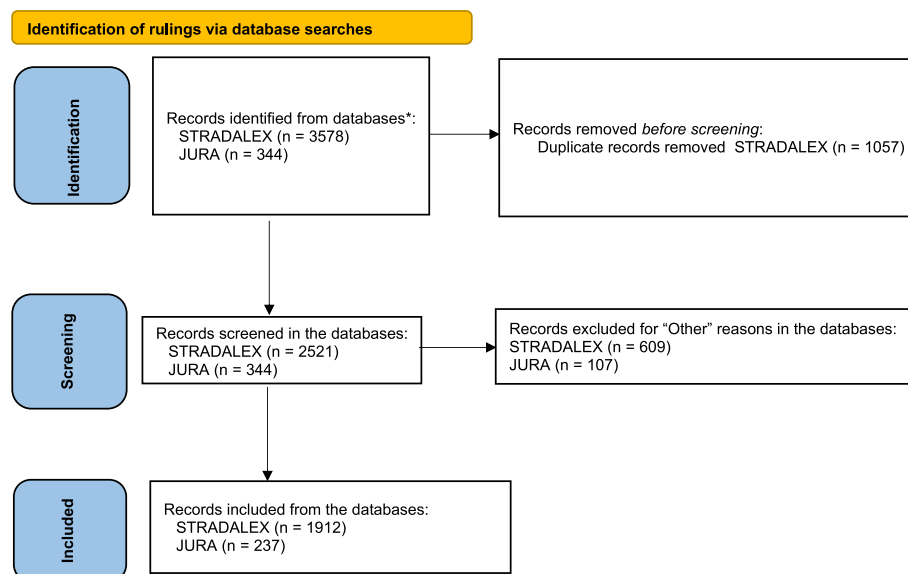 Identification of rulings via database searches
Identification
Records identified from databases*:
STRADALEX (n = 3578)
JURA (n = 344)
Records removed before screening:
Duplicate records removed STRADALEX (n = 1057)
Screening
Records screened in the databases:
STRADALEX (n = 2521)
JURA (n = 344)
Records excluded for “Other” reasons in the databases:
STRADALEX (n = 609)
JURA (n = 107)
Included
Records included from the databases:
STRADALEX (n = 1912)
JURA (n = 237)